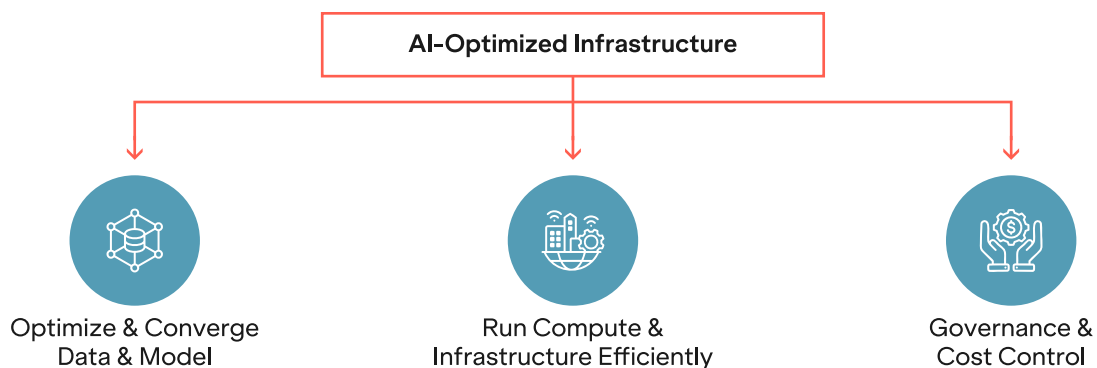 AI-Optimized Infrastructure
$
Optimize & Converge
Data & Model
Run Compute &
Infrastructure Efficiently
Governance &
Cost Control